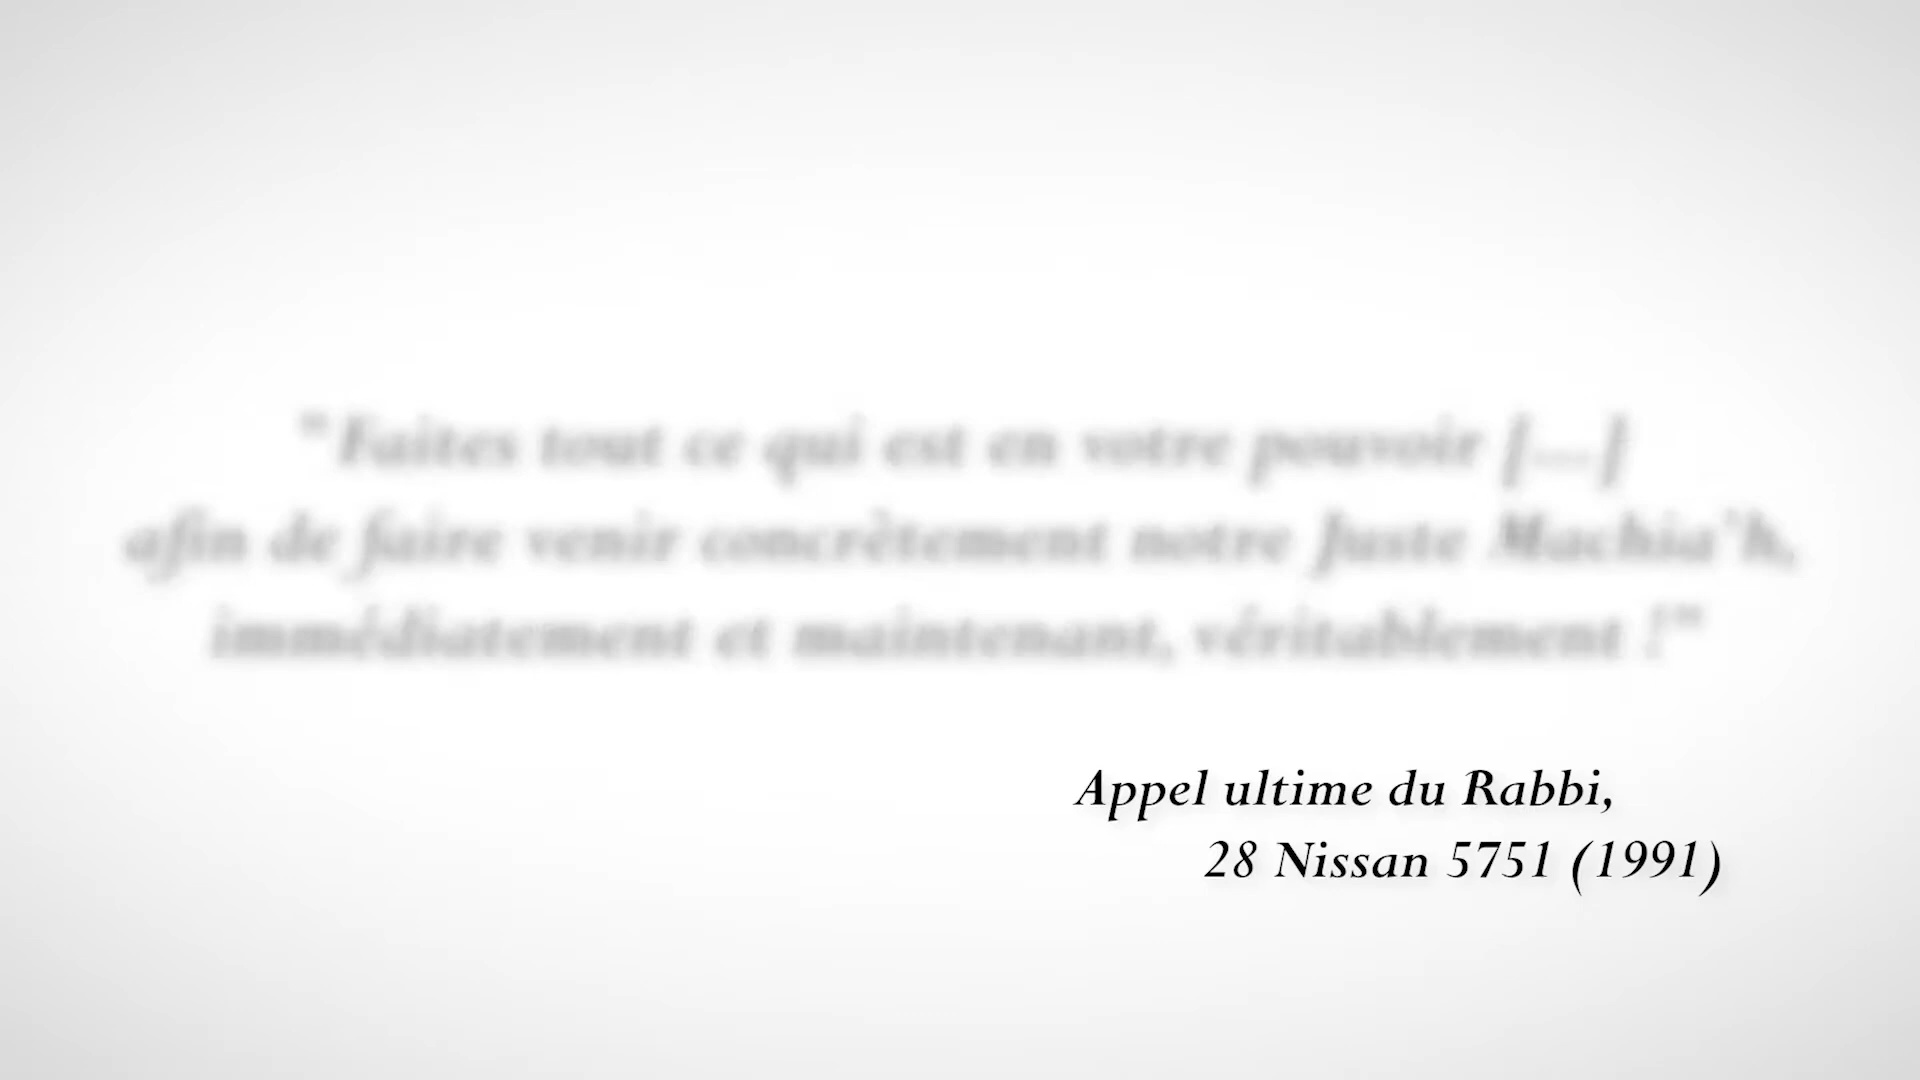 "Faites tout ce qui est en votre pouvoir [...]
afin de faire venir concrètement notre Juste Machia'h,
immédiatement et maintenant, véritablement !"
Appel ultime du Rabbi,
28 Nissan 5751 (1991)